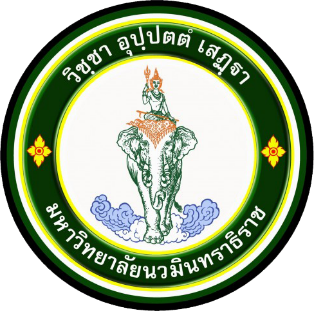 วิชฺชา อุปฺปตตํ เสฏฺฐา
มหาวิทยาลัยนวมินทราธิราช